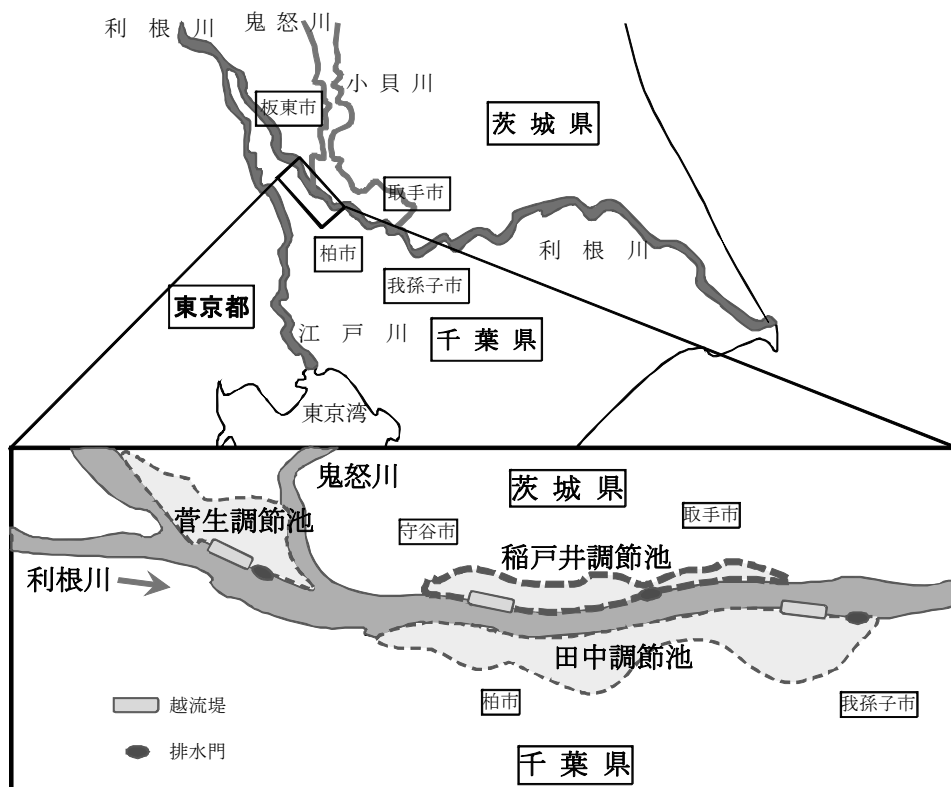 利根川
鬼怒川
小貝川
板東市
茨城県
取手市
柏市
利根川
我孫子市
東京都
江戸川
千葉県
東京湾
鬼怒川
茨城県
菅生調節池
守谷市
取手市
稲戸井調節池
利根川
田中調節池
越流堤
柏市
我孫子市
排水門
千葉県